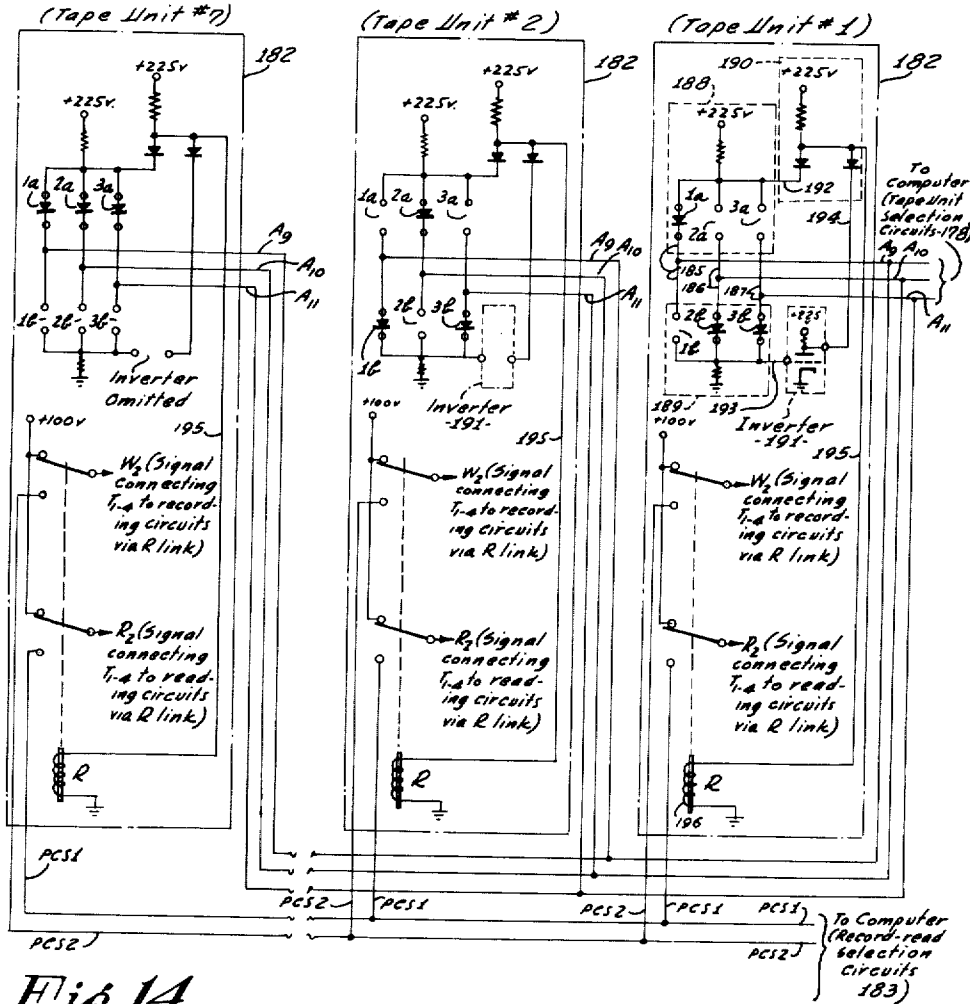 (Tape Unit #7)
182
+225v
+225v.
1a
2a
3a
A9
A10
A11
1b
2b
3b
Inverter
Omitted
+100v
195
W2 (Signal
connecting
T1-4 to record-
ing circuits
via R link)
R2 (Signal
connecting
T1-4 to read-
ing circuits
via R link)
R
PCS1
PCS2
(Tape Unit #2)
182
+225v
+225v.
1a
2a
3a
A9
A10
A11
1b
2b
3b
Inverter
-191-
+100v
195
W2 (Signal
connecting
T1-4 to record-
ing circuits
via R link)
R2 (Signal
connecting
T1-4 to read-
ing circuits
via R link)
R
PCS2
PCS1
(Tape Unit #1)
190
182
188
+225v
+225v
1a
2a
3a
192
194
To
Computer
(Tape Unit
Selection
Circuits-178)
A9
A10
A11
185
186
187
1b
2b
3b
+225
189
193
Inverter
-191-
+100v
195
W2 (Signal
connecting
T1-4 to record-
ing circuits
via R link)
R2 (Signal
connecting
T1-4 to read-
ing circuits
via R link)
R
196
PCS2
PCS1
PCS1
PCS2
To Computer
(Record-read
Selection
Circuits
183)
Fig 14